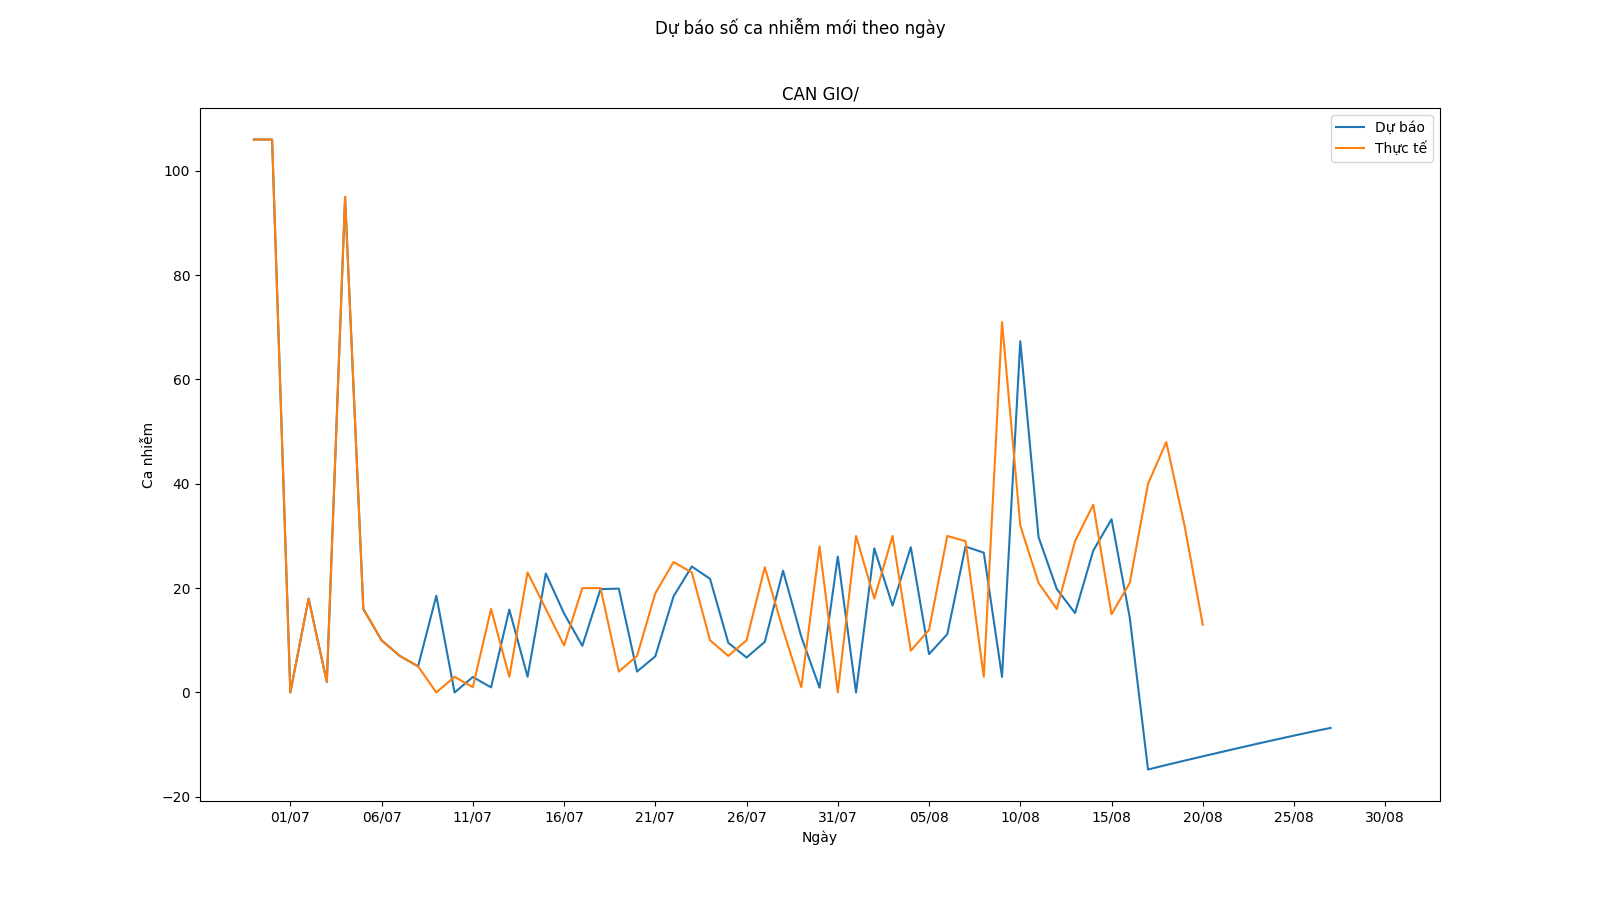 Dự báo số ca nhiễm mới theo ngày
CAN GIO/
Dự báo
Thực tế
Ca nhiễm
100
80
60
40
20
0
−20
01/07 06/07 11/07 16/07 21/07 26/07 31/07 05/08 10/08 15/08 20/08 25/08 30/08
Ngày